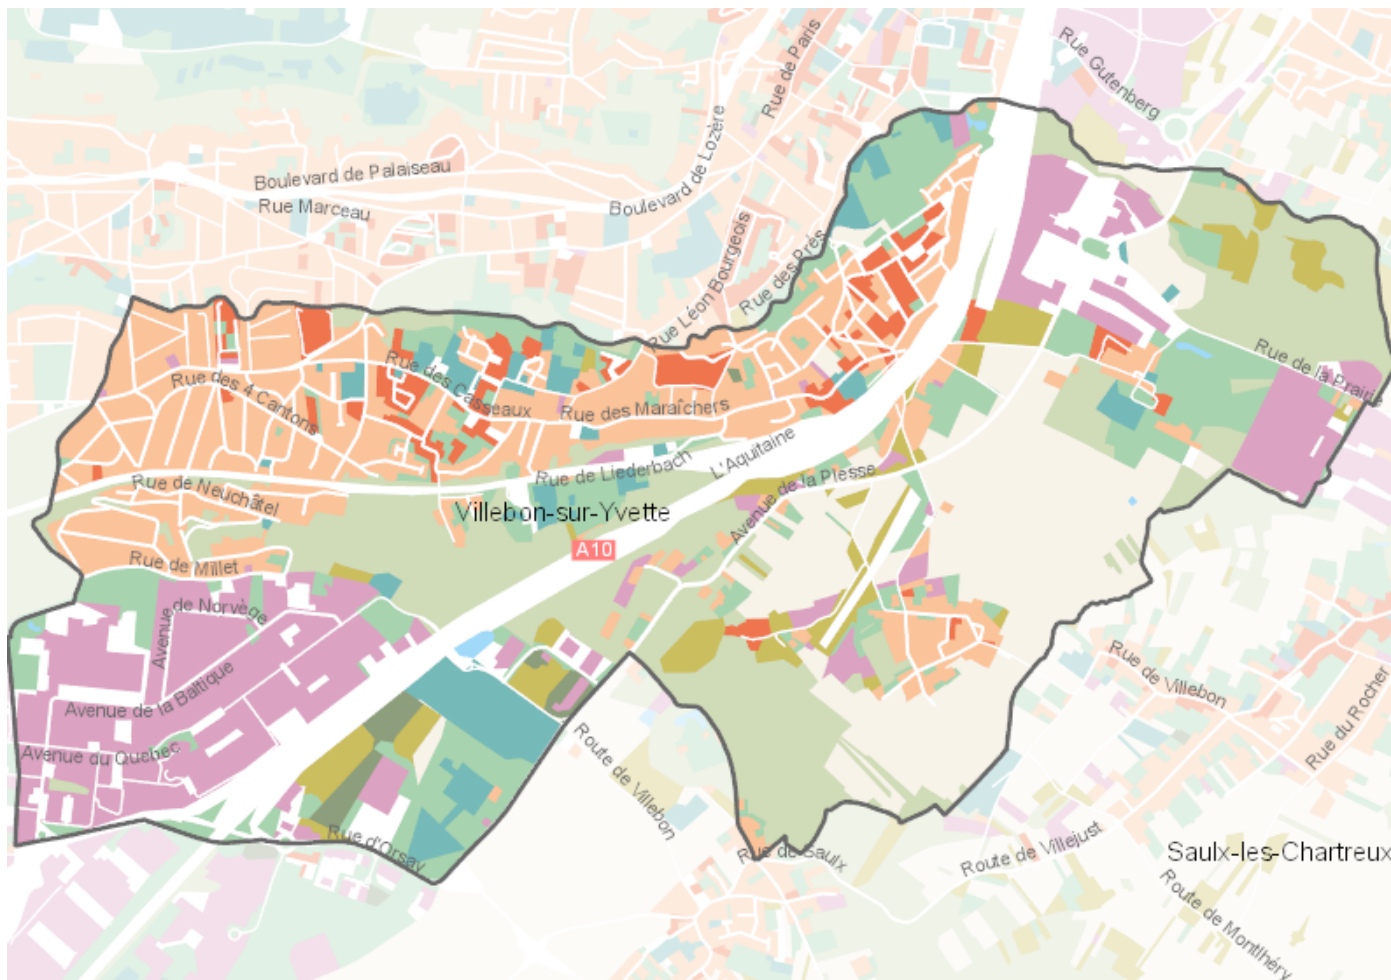 Rue de Paris
Rue Gutenberg
Boulevard de Palaiseau
Rue Marceau
Boulevard de Lozère
Rue Léon Bourgeois
Rue des Prés
Rue de la Prairie
Rue des 4 Cantons
Rue des Casseaux
Rue des Maraîchers
L'Aquitaine
Rue de Liederbach
Avenue de la Plesse
Rue de Neuchâtel
Villebon-sur-Yvette
A10
Rue de Millet
Avenue de Norvège
Avenue de la Baltique
Avenue du Quebec
Rue d'Orsay
Route de Villebon
Rue de Villebon
Rue du Rocher
Rue de Saulx
Route de Villejust
Saulx-les-Chartreux
Route de Montlhéry